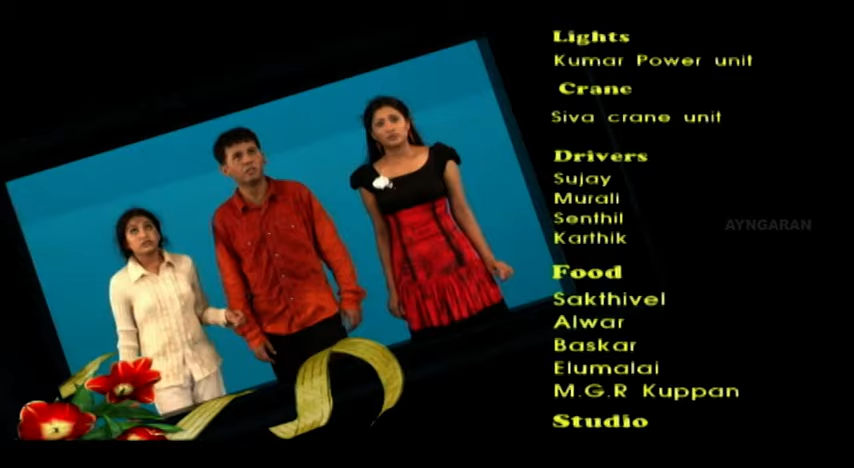 Lights
Kumar Power unit
Crane
Siva crane unit
Drivers
Sujay
Murali
Senthil
Karthik
AYNGARAN
Food
Sakthivel
Alwar
Baskar
Elumalai
M.G.R Kuppan
Studio